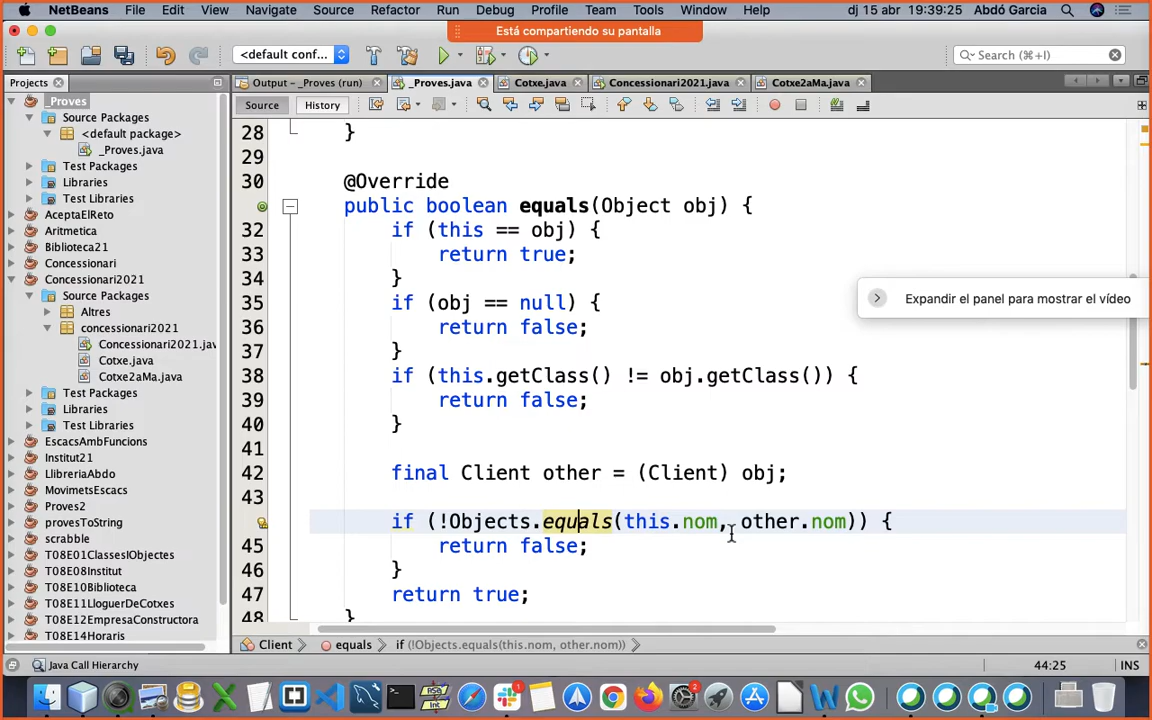 NetBeans File Edit View Navigate Source Refactor Run Debug Profile Team Tools Window Help dj 15 abr 19:39:25 Abdó Garcia
Está compartiendo su pantalla
<default conf... Search (⌘+I)
Projects Output – _Proves (run) _Proves.java Cotxe.java Concessionari2021.java Cotxe2aMa.java
Source History
_Proves
Source Packages
<default package>
_Proves.java
Test Packages
Libraries
Test Libraries
AceptaElReto
Aritmetica
Biblioteca21
Concessionari
Concessionari2021
Source Packages
Altres
concessionari2021
Concessionari2021.jav
Cotxe.java
Cotxe2aMa.java
Test Packages
Libraries
Test Libraries
EscacsAmbFuncions
Institut21
LlibreriaAbdo
MovimetsEscacs
Proves2
provesToString
scrabble
T08E01ClassesIObjectes
T08E08Institut
T08E10Biblioteca
T08E11LloguerDeCotxes
T08E12EmpresaConstructora
T08E14Horaris
28 }
29
30 @Override
public boolean equals(Object obj) {
32 if (this == obj) {
33 return true;
34 }
35 if (obj == null) {
36 return false;
37 }
38 if (this.getClass() != obj.getClass()) {
39 return false;
40 }
41
42 final Client other = (Client) obj;
43
if (!Objects.equals(this.nom, other.nom)) {
45 return false;
46 }
47 return true;
48 }
Expandir el panel para mostrar el vídeo
Client equals if (!Objects.equals(this.nom, other.nom))
Java Call Hierarchy 44:25 INS